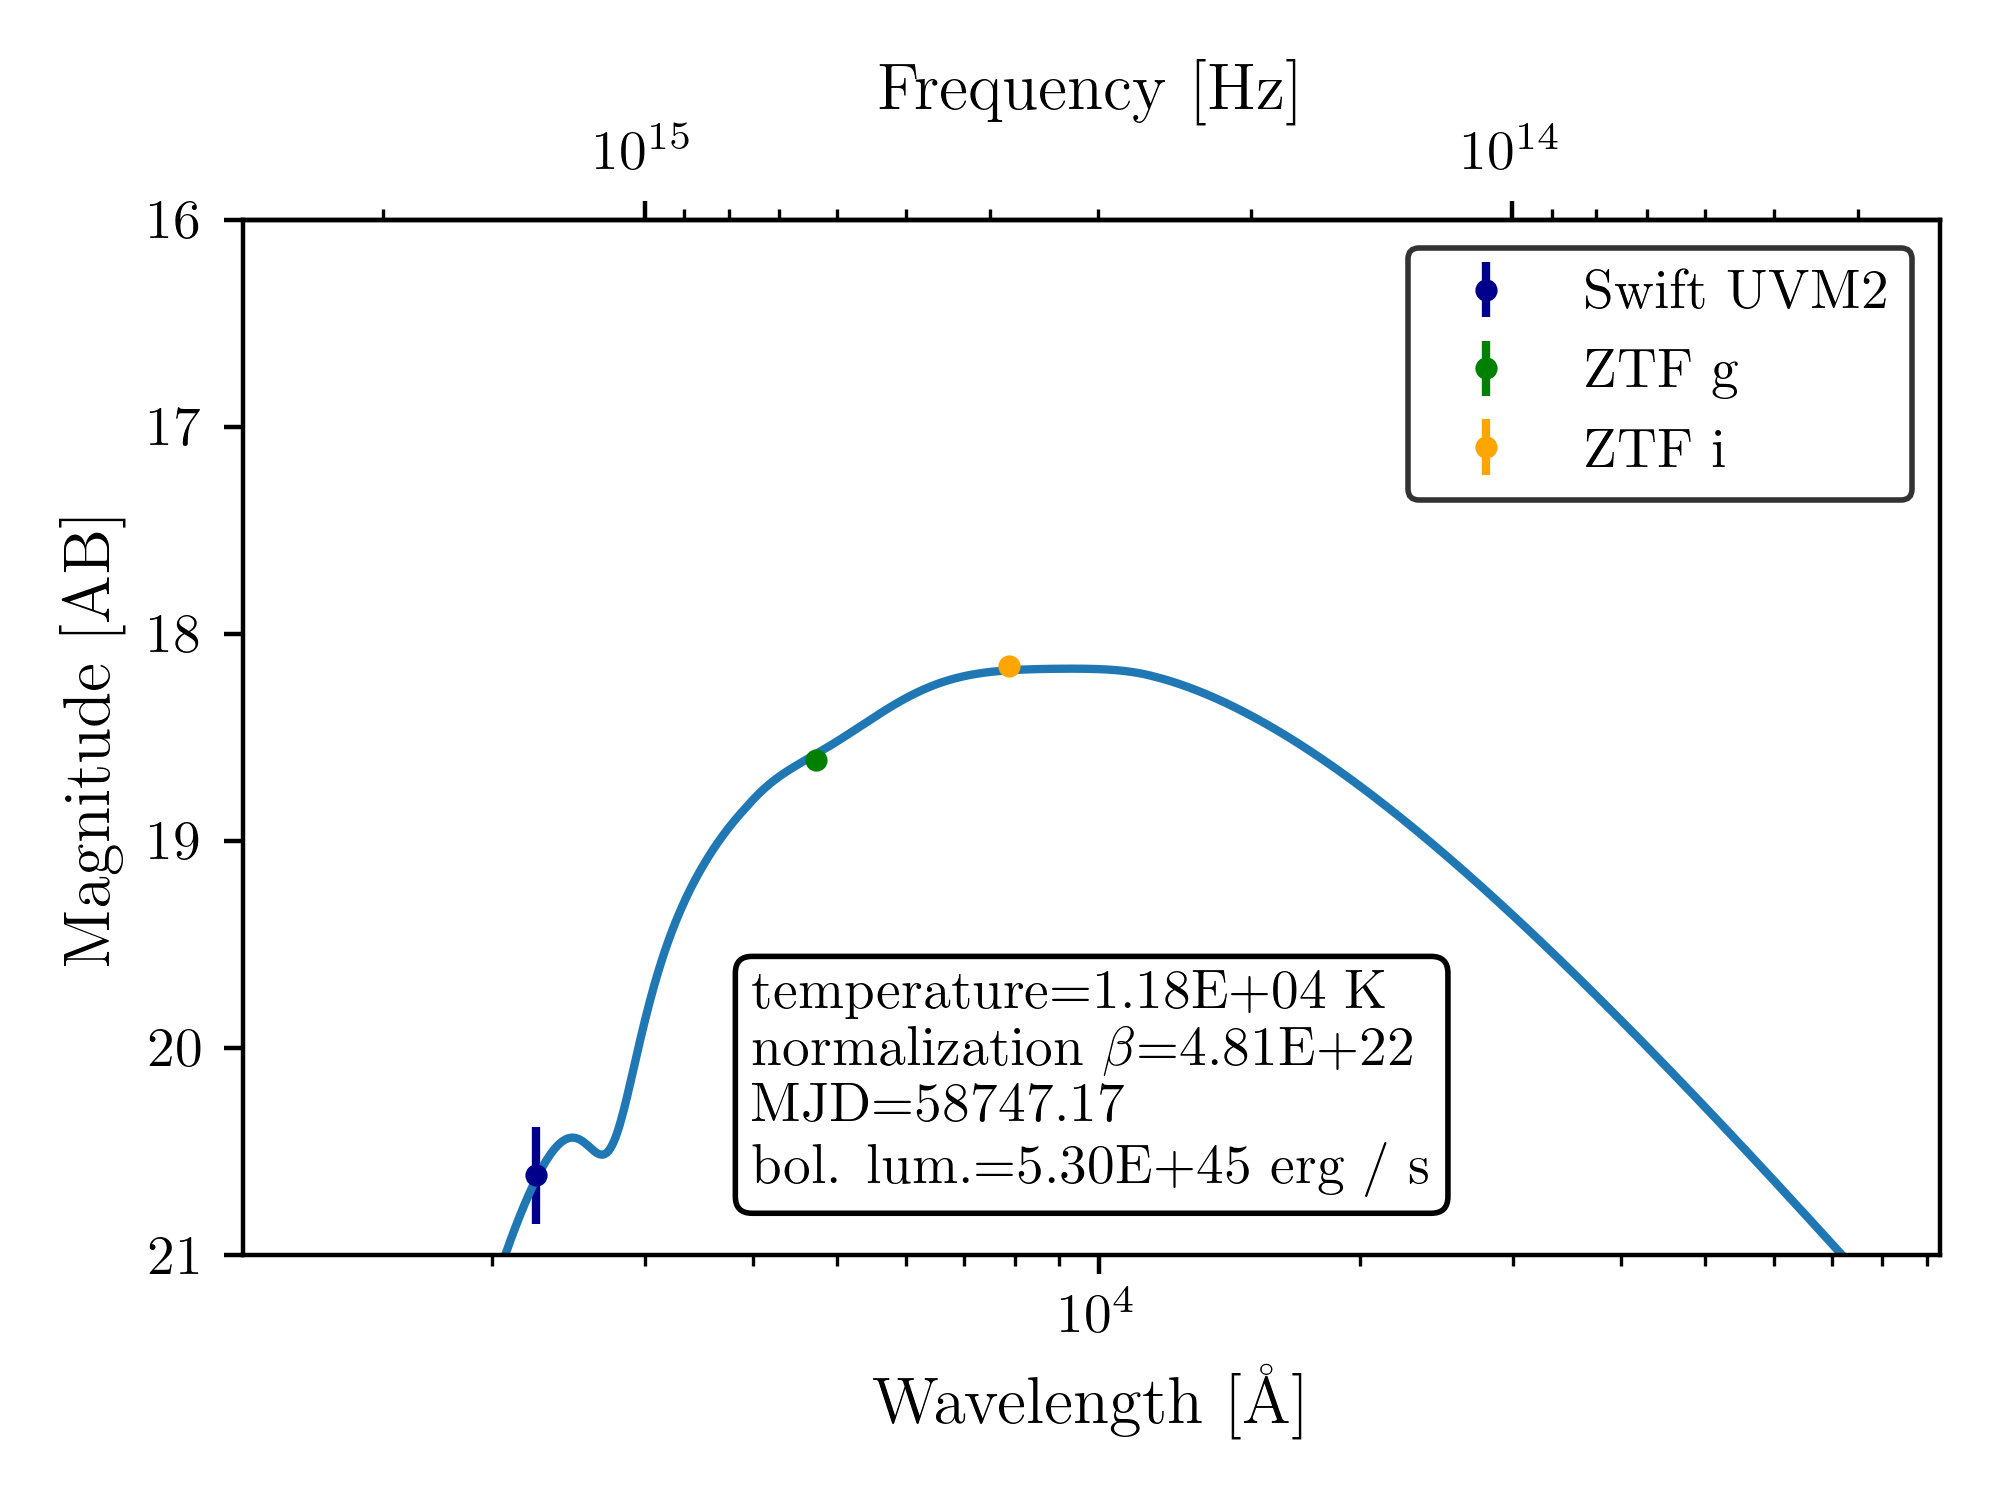 Frequency [Hz]
10^15 10^14
16
17
18
19
20
21
Magnitude [AB]
Swift UVM2
ZTF g
ZTF i
temperature=1.18E+04 K
normalization β=4.81E+22
MJD=58747.17
bol. lum.=5.30E+45 erg / s
10^4
Wavelength [Å]